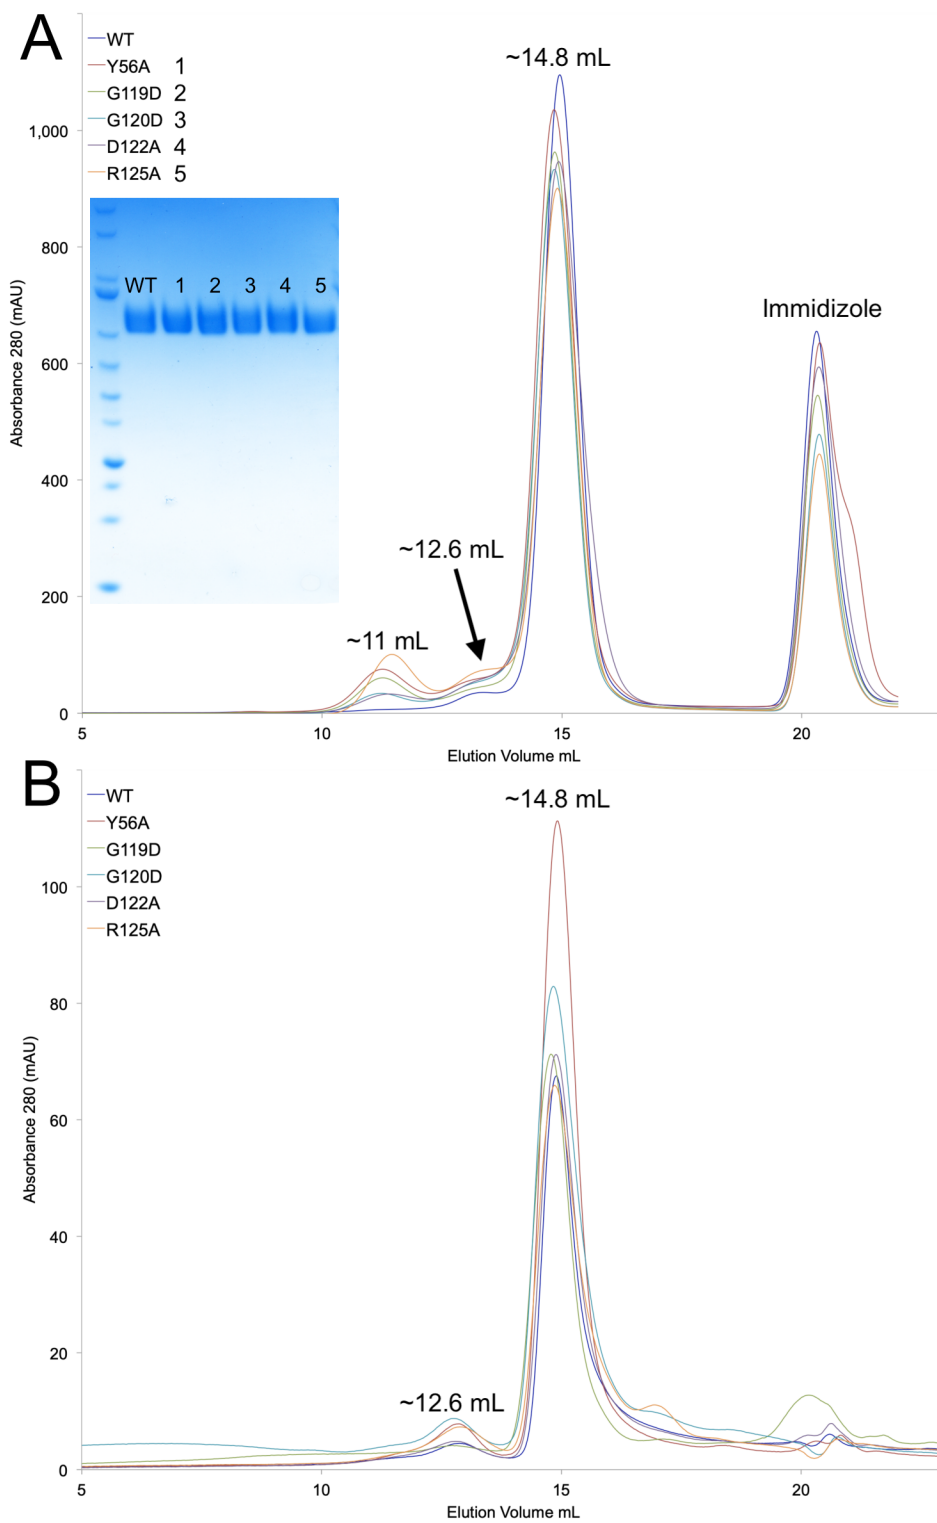 A
WT
Y56A 1
G119D 2
G120D 3
D122A 4
R125A 5
~14.8 mL
1,000
800
WT 1 2 3 4 5
Immidizole
600
Absorbance 280 (mAU)
400
~12.6 mL
200
~11 mL
0
5 10 15 20
Elution Volume mL
B
WT
Y56A
G119D
G120D
D122A
R125A
~14.8 mL
100
80
60
Absorbance 280 (mAU)
40
20
~12.6 mL
0
5 10 15 20
Elution Volume mL